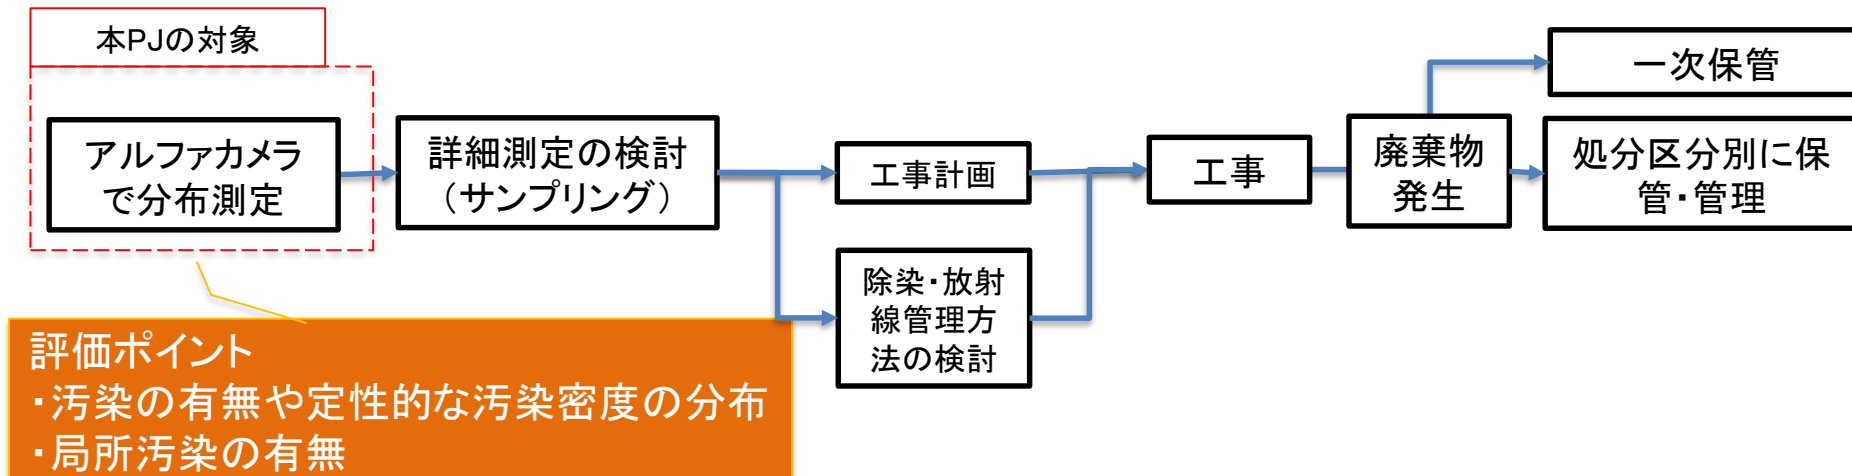 本PJの対象
アルファカメラ
で分布測定
詳細測定の検討
（サンプリング）
工事計画
除染・放射
線管理方
法の検討
工事
廃棄物
発生
一次保管
処分区分別に保
管・管理
評価ポイント
・汚染の有無や定性的な汚染密度の分布
・局所汚染の有無